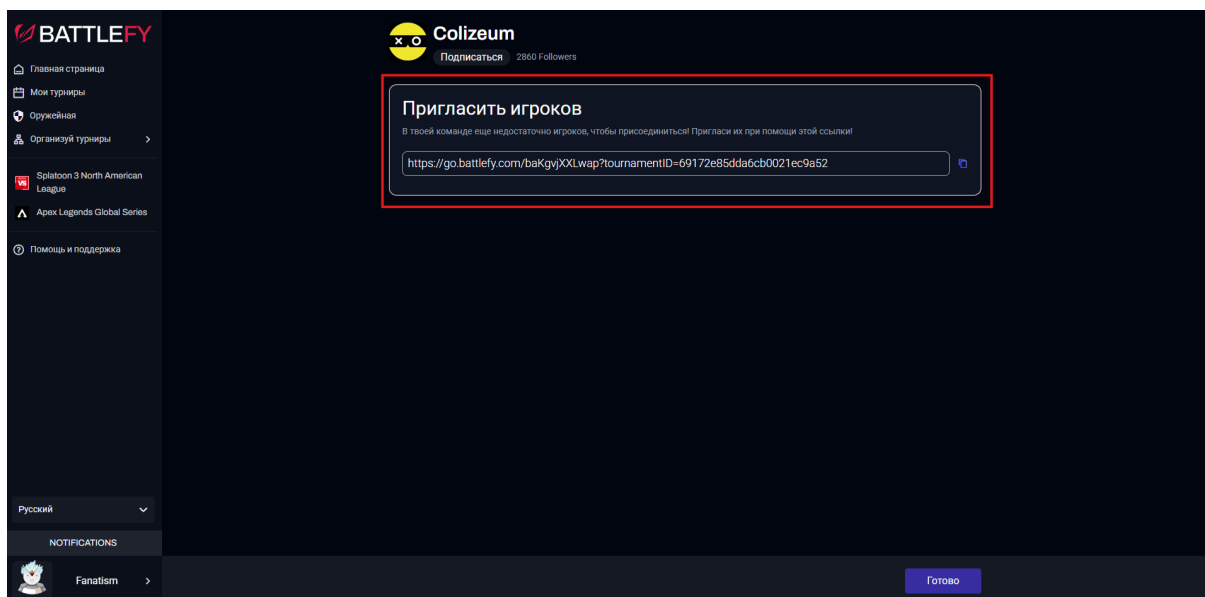 BATTLEFY
Главная страница
Мои турниры
Оружейная
Организуй турниры
Splatoon 3 North American
League
Apex Legends Global Series
Помощь и поддержка
Русский
NOTIFICATIONS
Fanatism
Colizeum
Подписаться 2860 Followers
Пригласить игроков
В твоей команде еще недостаточно игроков, чтобы присоединиться! Пригласи их при помощи этой ссылки!
https://go.battlefy.com/baKgvjXXLwap?tournamentID=69172e85dda6cb0021ec9a52
Готово